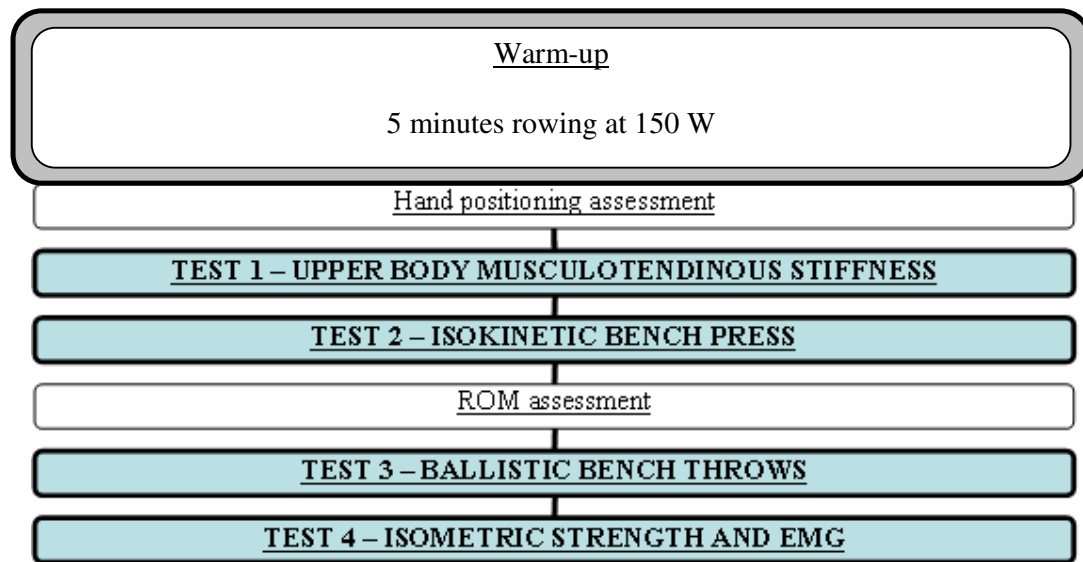 Warm-up
5 minutes rowing at 150 W
Hand positioning assessment
TEST 1 – UPPER BODY MUSCULOTENDINOUS STIFFNESS
TEST 2 – ISOKINETIC BENCH PRESS
ROM assessment
TEST 3 – BALLISTIC BENCH THROWS
TEST 4 – ISOMETRIC STRENGTH AND EMG